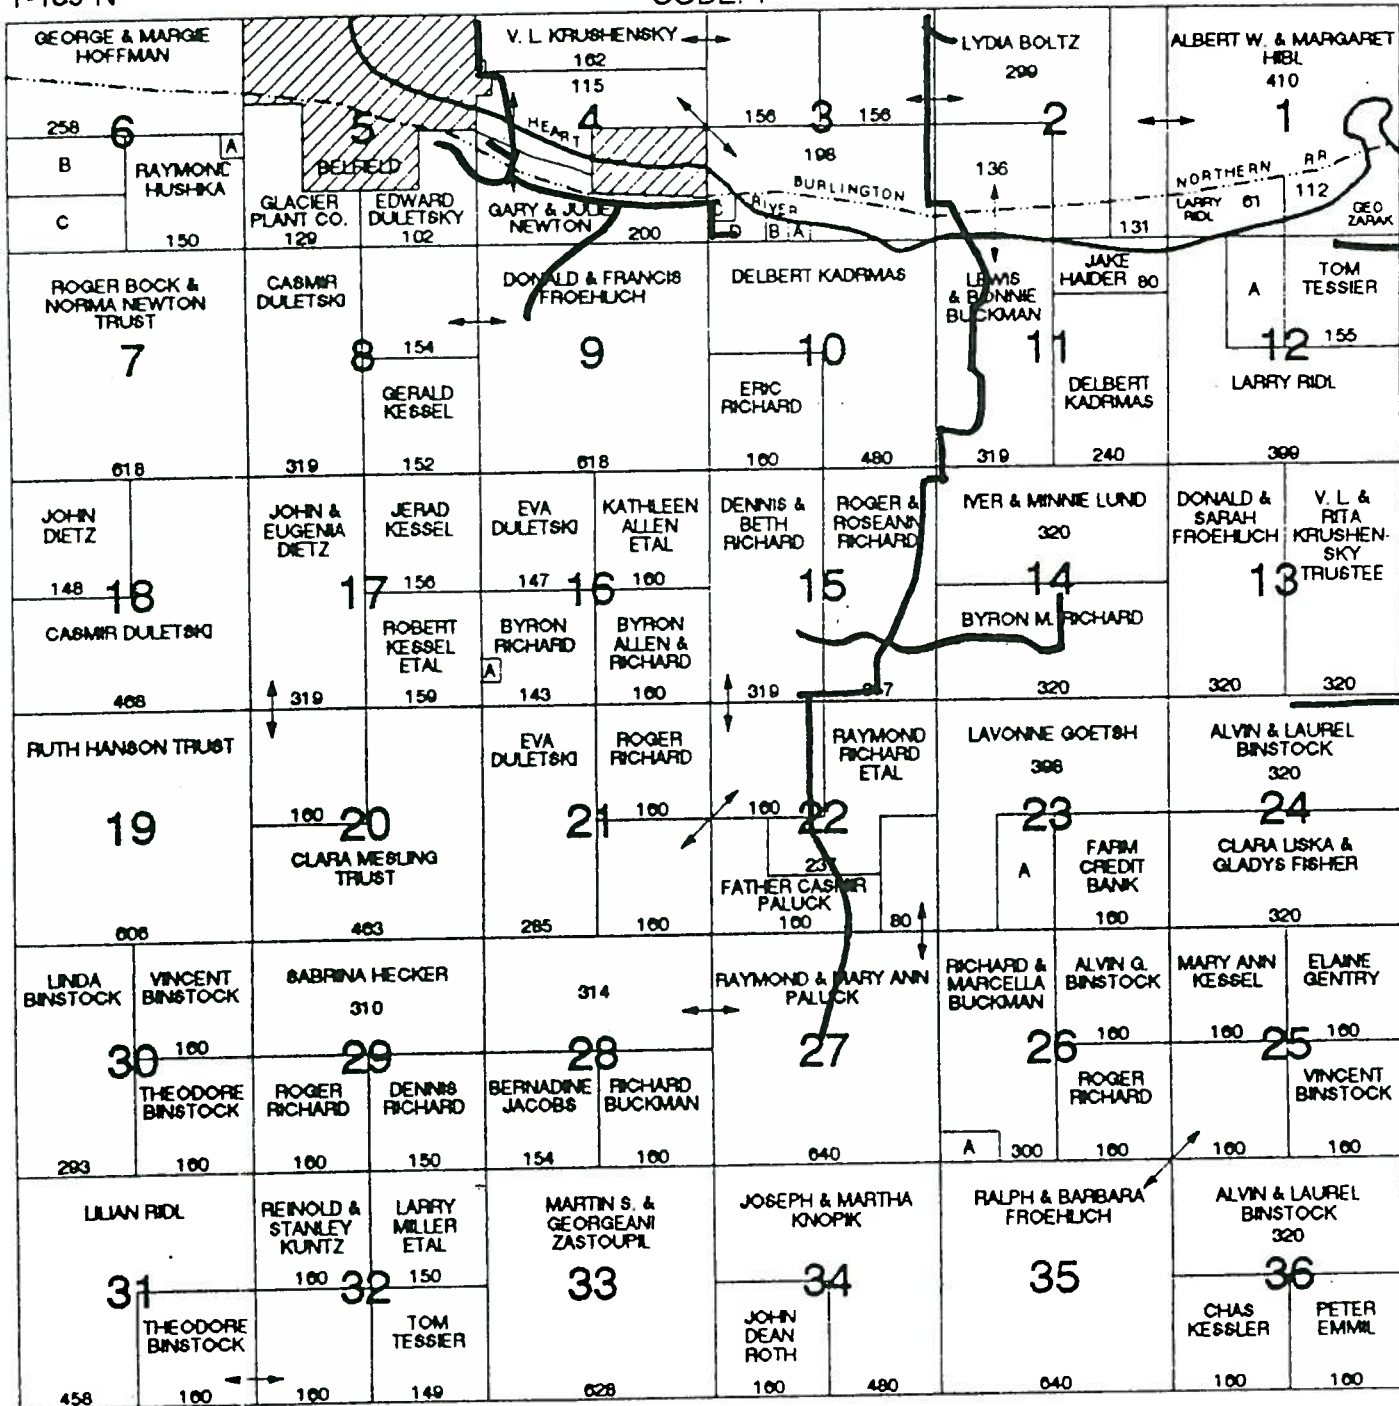 GEORGE & MARGIE
HOFFMAN
258
6
B
C
A
RAYMOND
HUSHKA
150
5
BELFIELD
GLACIER
PLANT CO.
129
EDWARD
DULETSKY
102
V. L. KRUSHENSKY
162
115
HEART
4
GARY & JULIE
NEWTON
200
156
3
156
198
BURLINGTON
RIVER
C
D
B
A
LYDIA BOLTZ
299
2
136
131
ALBERT W. & MARGARET
HIBL
410
1
NORTHERN
RR
LARRY
RIDL
61
112
GEO
ZARAK
ROGER BOCK &
NORMA NEWTON
TRUST
7
618
CASMIR
DULETSKI
8
154
GERALD
KESSEL
319
152
DONALD & FRANCIS
FROEHLICH
9
618
DELBERT KADRMAS
10
ERIC
RICHARD
160
480
LEWIS
& BONNIE
BUCKMAN
JAKE
HAIDER 80
11
DELBERT
KADRMAS
319
240
A
TOM
TESSIER
12
155
LARRY RIDL
399
JOHN
DIETZ
148
18
CASMIR DULETSKI
468
JOHN &
EUGENIA
DIETZ
JERAD
KESSEL
17
156
ROBERT
KESSEL
ETAL
319
159
EVA
DULETSKI
KATHLEEN
ALLEN
ETAL
147
16
160
BYRON
RICHARD
BYRON
ALLEN &
RICHARD
A
143
160
DENNIS &
BETH
RICHARD
ROGER &
ROSEANN
RICHARD
15
319
IVER & MINNIE LUND
320
14
BYRON M. RICHARD
320
DONALD &
SARAH
FROEHLICH
V. L. &
RITA
KRUSHEN-
SKY
TRUSTEE
13
320
320
RUTH HANSON TRUST
19
606
160
20
CLARA MESLING
TRUST
463
EVA
DULETSKI
ROGER
RICHARD
21
160
285
160
RAYMOND
RICHARD
ETAL
160
22
237
FATHER CASMIR
PALUCK
160
80
LAVONNE GOETSH
398
23
A
FARM
CREDIT
BANK
160
ALVIN & LAUREL
BINSTOCK
320
24
CLARA LISKA &
GLADYS FISHER
320
LINDA
BINSTOCK
VINCENT
BINSTOCK
30
160
THEODORE
BINSTOCK
293
160
SABRINA HECKER
310
29
ROGER
RICHARD
DENNIS
RICHARD
160
150
314
28
BERNADINE
JACOBS
RICHARD
BUCKMAN
154
160
RAYMOND & MARY ANN
PALUCK
27
640
RICHARD &
MARCELLA
BUCKMAN
ALVIN G.
BINSTOCK
160
26
ROGER
RICHARD
A
300
160
MARY ANN
KESSEL
ELAINE
GENTRY
160
25
160
VINCENT
BINSTOCK
160
160
LILIAN RIDL
31
THEODORE
BINSTOCK
458
160
REINOLD &
STANLEY
KUNTZ
LARRY
MILLER
ETAL
160
32
150
TOM
TESSIER
160
149
MARTIN S. &
GEORGEANI
ZASTOUPIL
33
628
JOSEPH & MARTHA
KNOPIK
34
JOHN
DEAN
ROTH
160
480
RALPH & BARBARA
FROEHLICH
35
640
ALVIN & LAUREL
BINSTOCK
320
36
CHAS
KESSLER
PETER
EMMIL
160
160